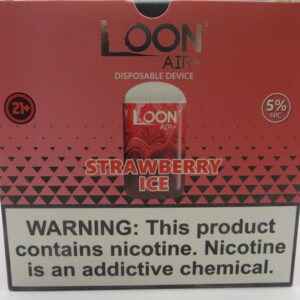 LOON
AIR+
DISPOSABLE DEVICE
21+
5%
LOON
AIR+
STRAWBERRY
ICE
WARNING: This product
contains nicotine. Nicotine
is an addictive chemical.